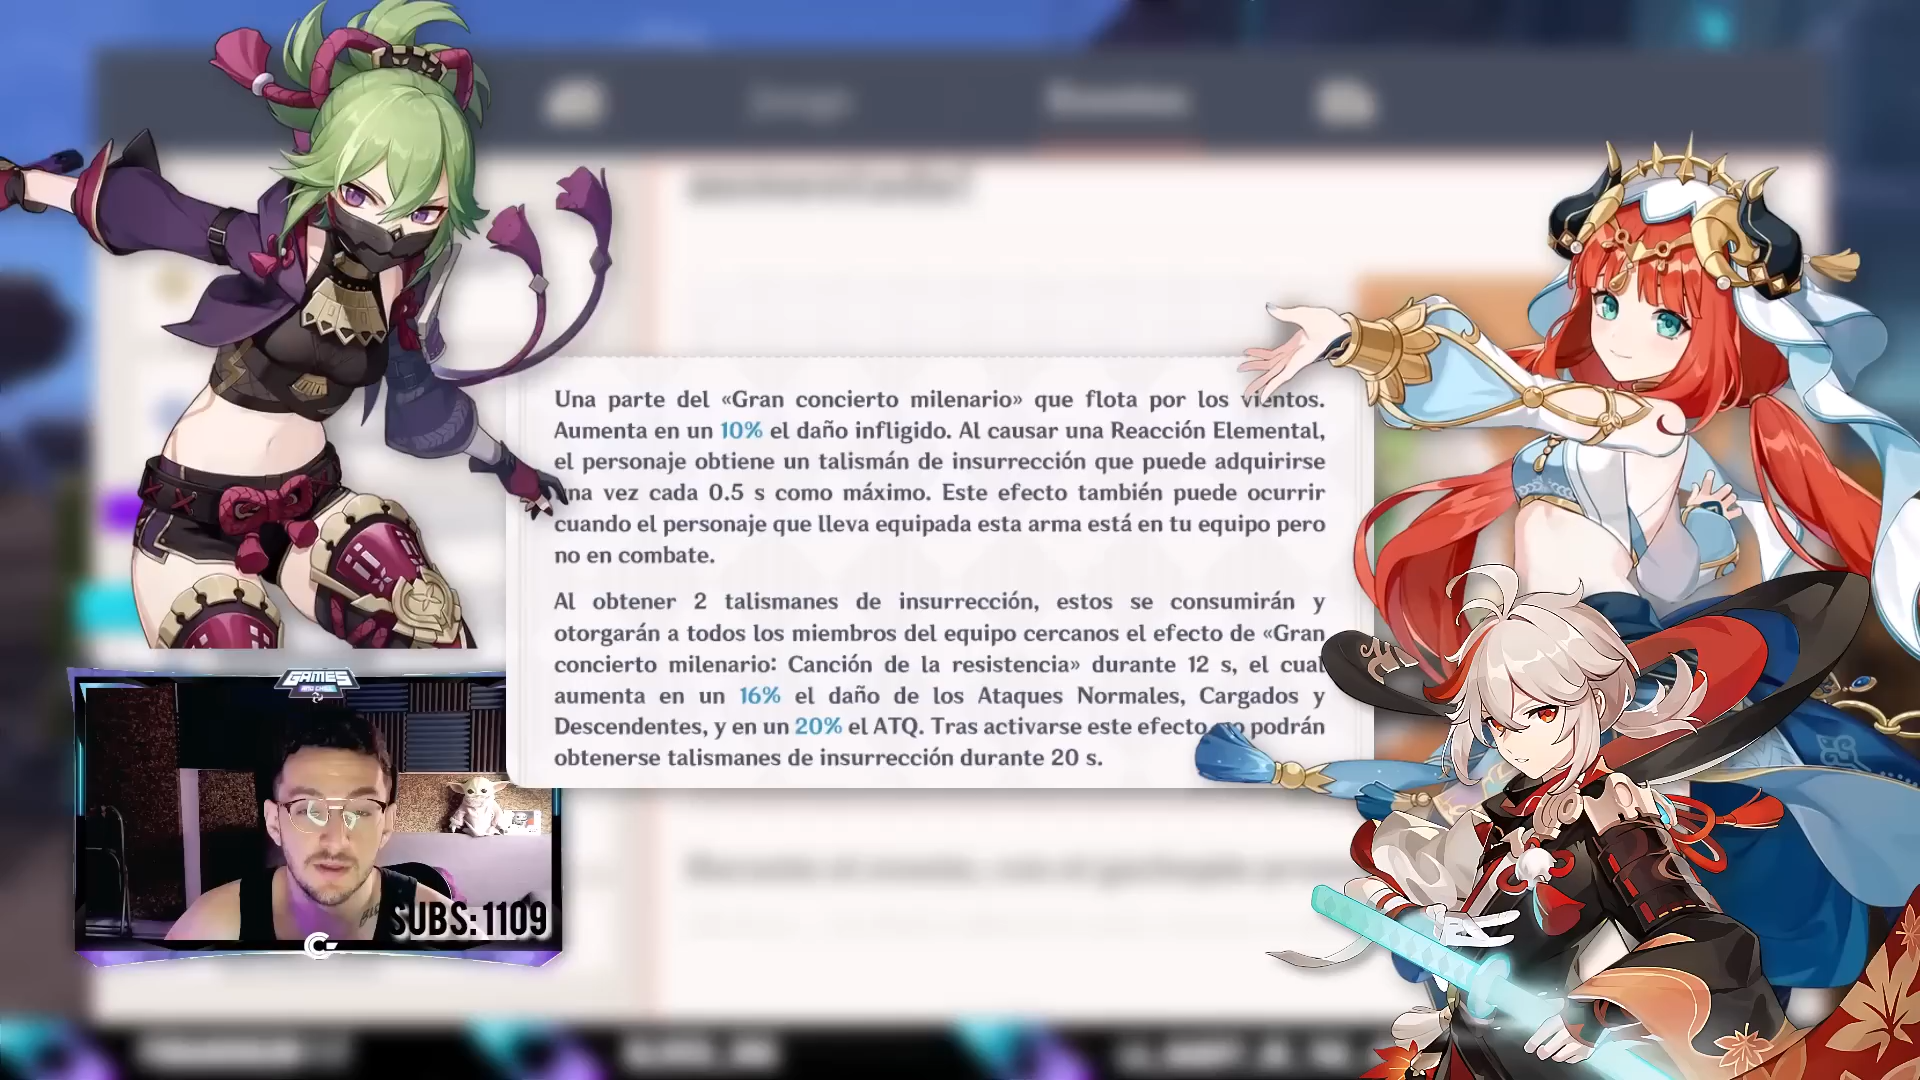 Una parte del «Gran concierto milenario» que flota por los vientos.
Aumenta en un 10% el daño infligido. Al causar una Reacción Elemental,
el personaje obtiene un talismán de insurrección que puede adquirirse
una vez cada 0.5 s como máximo. Este efecto también puede ocurrir
cuando el personaje que lleva equipada esta arma está en tu equipo pero
no en combate.
Al obtener 2 talismanes de insurrección, estos se consumirán y
otorgarán a todos los miembros del equipo cercanos el efecto de «Gran
concierto milenario: Canción de la resistencia» durante 12 s, el cual
aumenta en un 16% el daño de los Ataques Normales, Cargados y
Descendentes, y en un 20% el ATQ. Tras activarse este efecto no podrán
obtenerse talismanes de insurrección durante 20 s.
GAMES
AND CHILL
SUBS: 1109